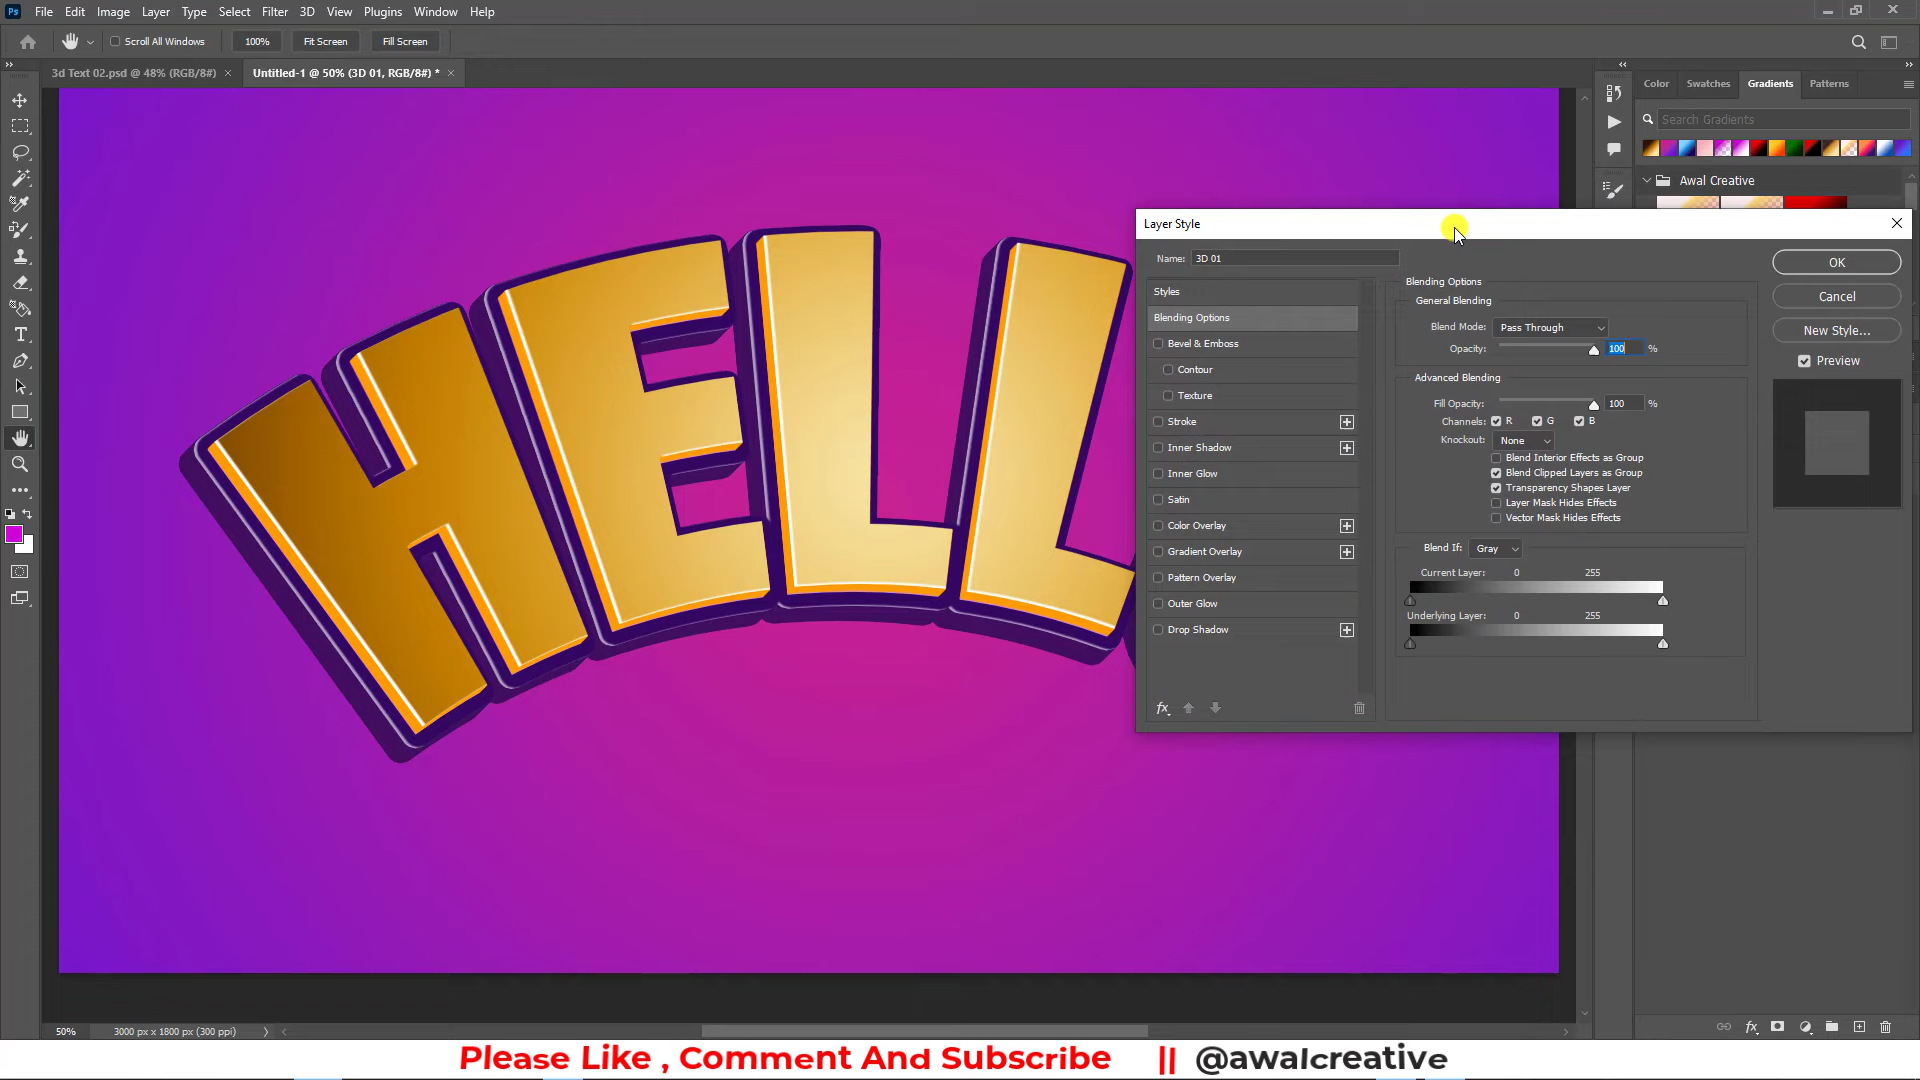 Ps File Edit Image Layer Type Select Filter 3D View Plugins Window Help
Scroll All Windows 100% Fit Screen Fill Screen
3d Text 02.psd @ 48% (RGB/8#) × Untitled-1 @ 50% (3D 01, RGB/8#) * ×
Color Swatches Gradients Patterns
Search Gradients
Awal Creative
HELL
Layer Style
Name: 3D 01
OK
Cancel
New Style...
Preview
Styles
Blending Options
Bevel & Emboss
Contour
Texture
Stroke
Inner Shadow
Inner Glow
Satin
Color Overlay
Gradient Overlay
Pattern Overlay
Outer Glow
Drop Shadow
fx
Blending Options
General Blending
Blend Mode: Pass Through
Opacity: 100 %
Advanced Blending
Fill Opacity: 100 %
Channels: R G B
Knockout: None
Blend Interior Effects as Group
Blend Clipped Layers as Group
Transparency Shapes Layer
Layer Mask Hides Effects
Vector Mask Hides Effects
Blend If: Gray
Current Layer: 0 255
Underlying Layer: 0 255
50% 3000 px x 1800 px (300 ppi)
fx
Please Like , Comment And Subscribe || @awalcreative